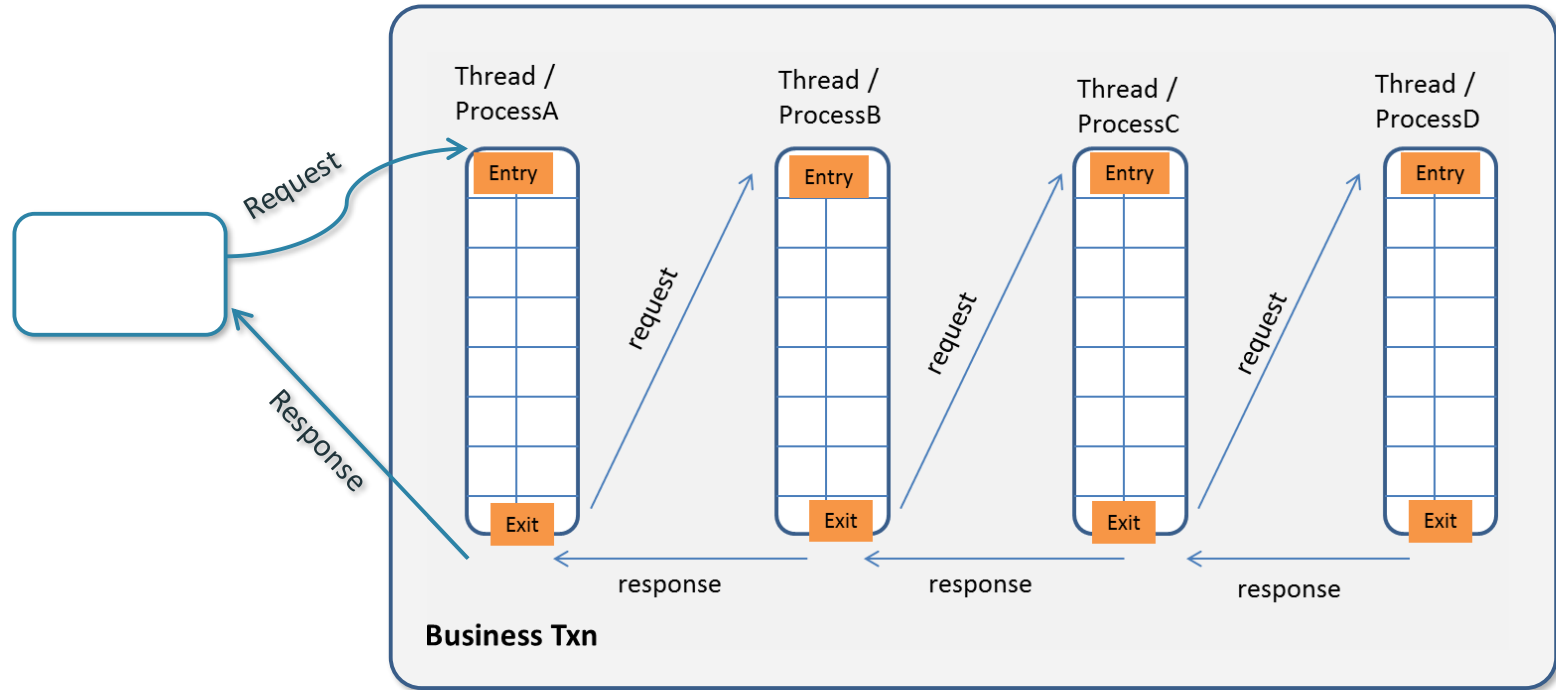 Thread /
ProcessA
Thread /
ProcessB
Thread /
ProcessC
Thread /
ProcessD
Request
Entry
Entry
Entry
Entry
request
request
request
Response
Exit
Exit
Exit
Exit
response
response
response
Business Txn